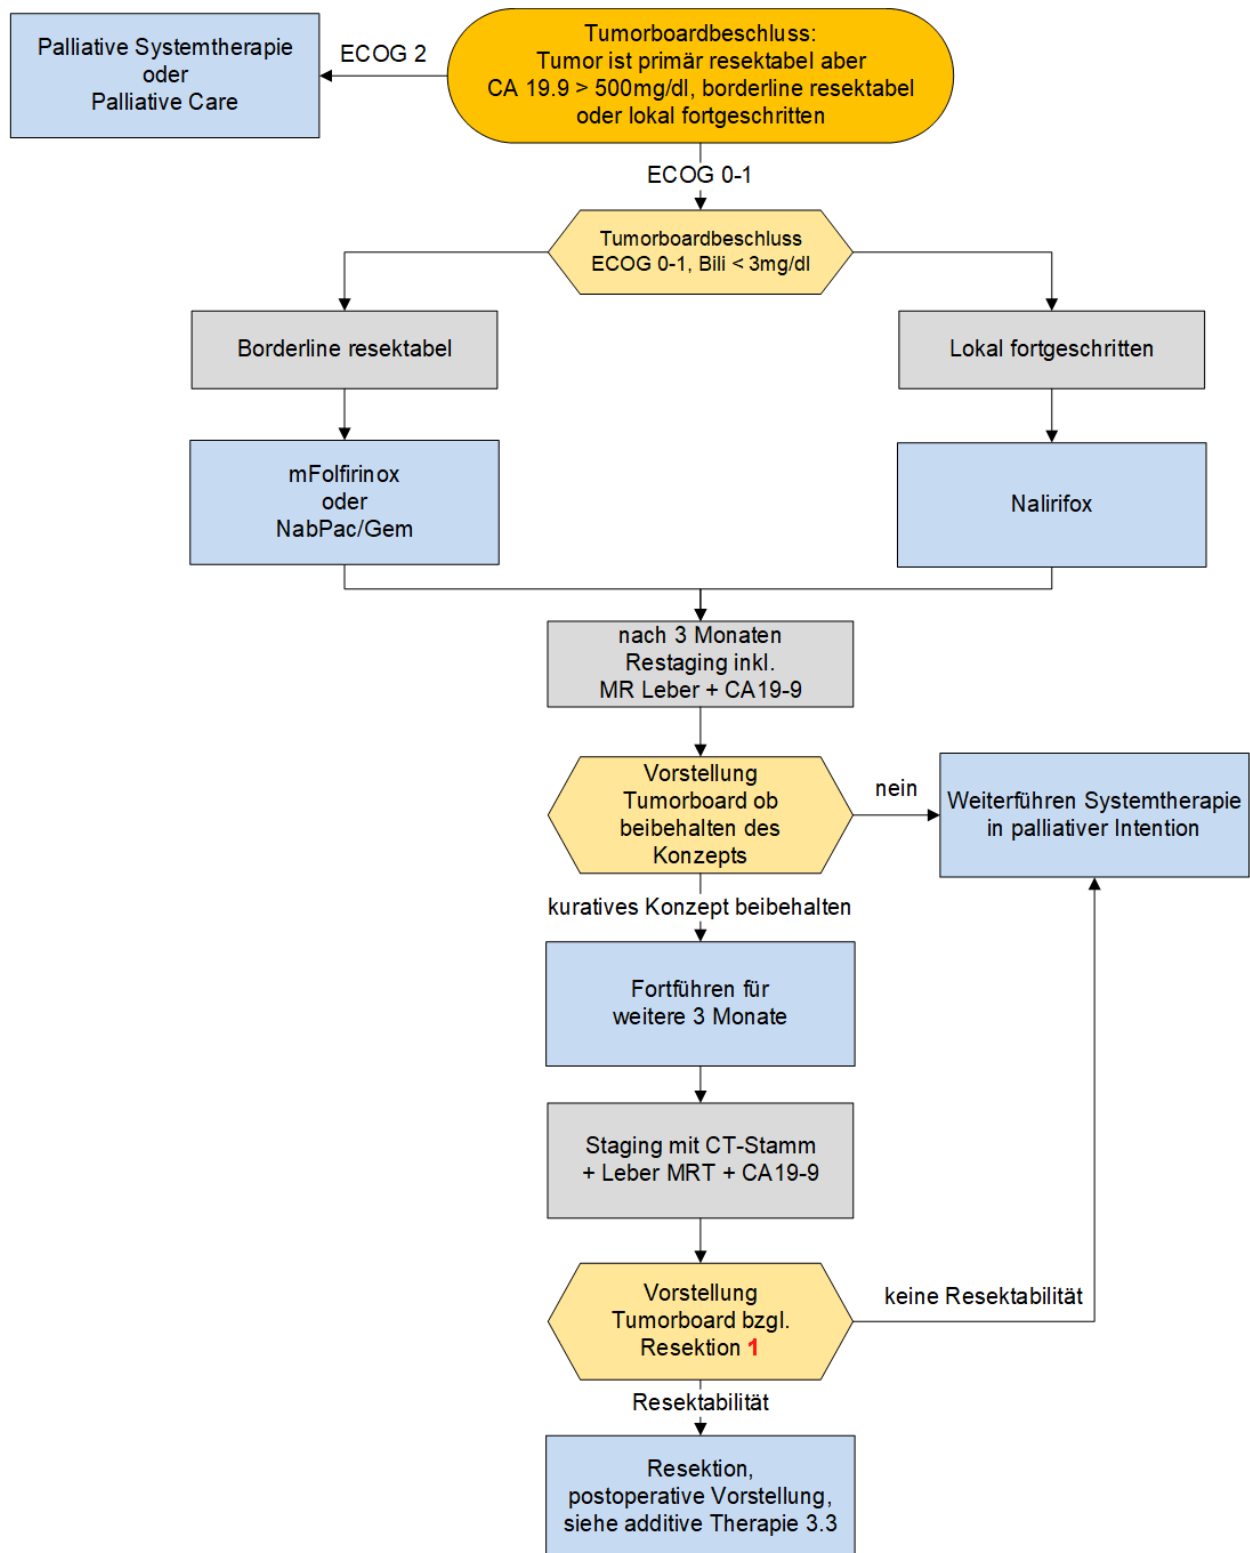 Palliative Systemtherapie
oder
Palliative Care
ECOG 2
Tumorboardbeschluss:
Tumor ist primär resektabel aber
CA 19.9 > 500mg/dl, borderline resektabel
oder lokal fortgeschritten
ECOG 0-1
Tumorboardbeschluss
ECOG 0-1, Bili < 3mg/dl
Borderline resektabel
Lokal fortgeschritten
mFolfirinox
oder
NabPac/Gem
Nalirifox
nach 3 Monaten
Restaging inkl.
MR Leber + CA19-9
Vorstellung
Tumorboard ob
beibehalten des
Konzepts
nein
Weiterführen Systemtherapie
in palliativer Intention
kuratives Konzept beibehalten
Fortführen für
weitere 3 Monate
Staging mit CT-Stamm
+ Leber MRT + CA19-9
Vorstellung
Tumorboard bzgl.
Resektion 1
keine Resektabilität
Resektabilität
Resektion,
postoperative Vorstellung,
siehe additive Therapie 3.3